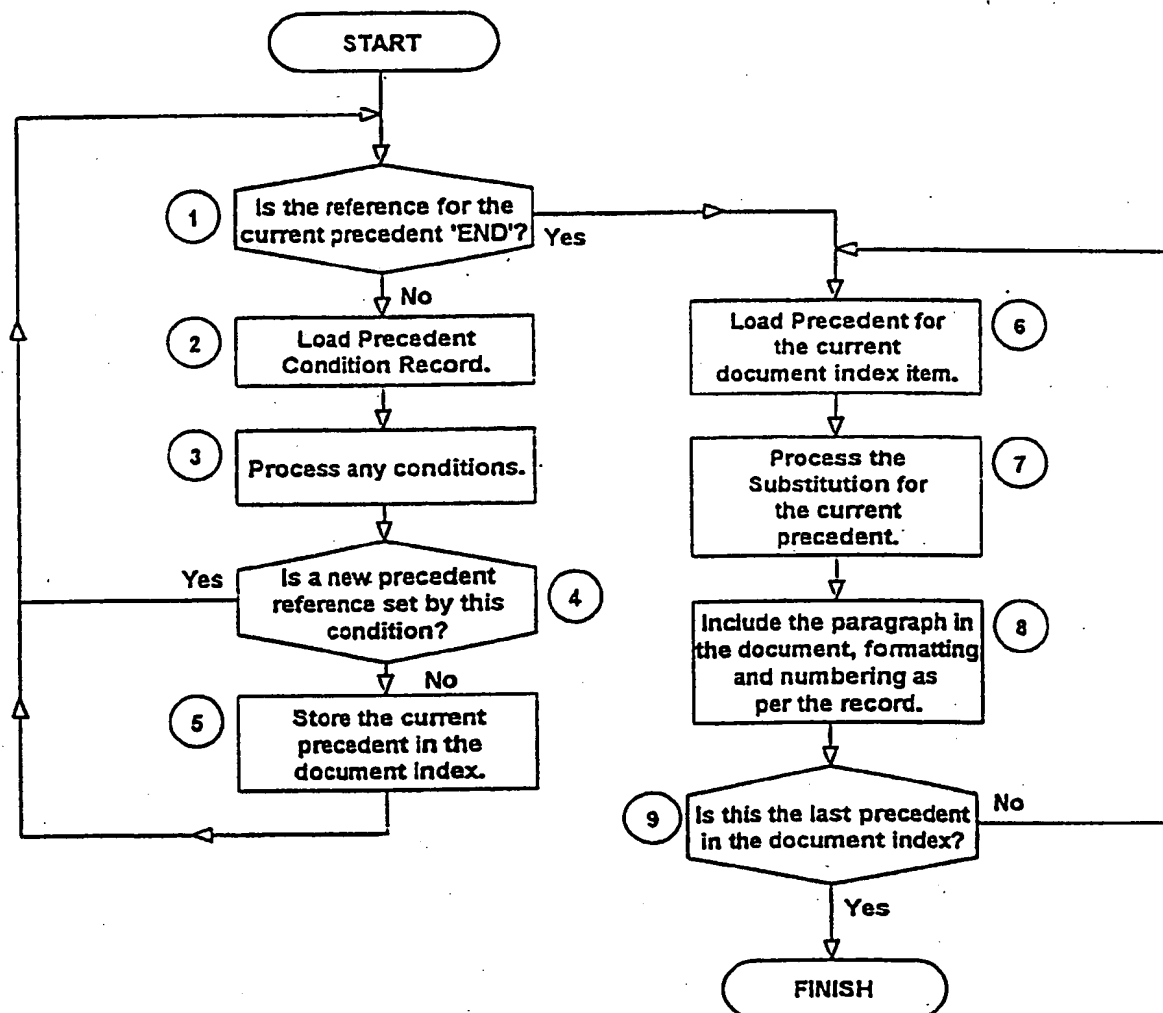 START
1
Is the reference for the
current precedent 'END'?
Yes
No
2
Load Precedent
Condition Record.
3
Process any conditions.
Yes
Is a new precedent
reference set by this
condition?
4
No
5
Store the current
precedent in the
document index.
Load Precedent for
the current
document index item.
6
Process the
Substitution for
the current
precedent.
7
Include the paragraph in
the document, formatting
and numbering as
per the record.
8
9
Is this the last precedent
in the document index?
No
Yes
FINISH